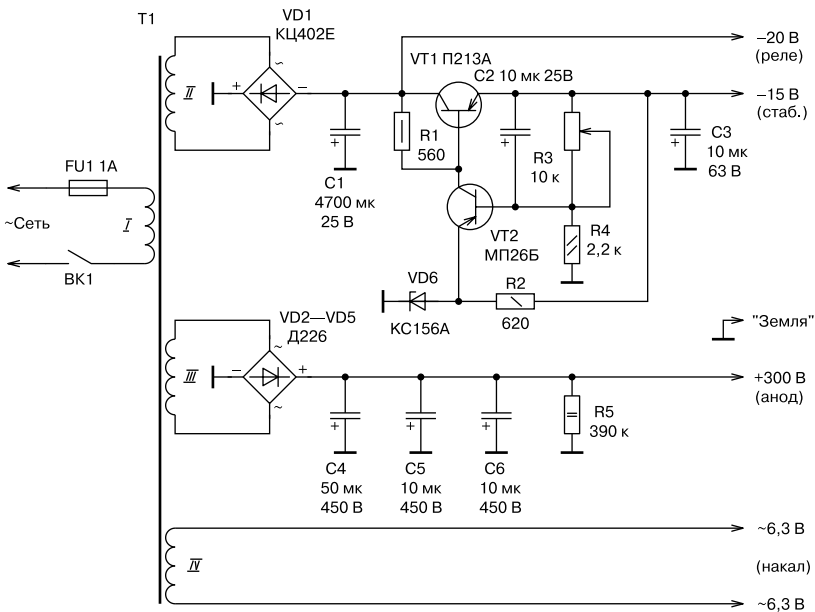 T1
VD1
КЦ402Е
~
+
−
~
II
VT1 П213А
C2 10 мк 25В
−20 В
(реле)
−15 В
(стаб.)
R1
560
+
C1
4700 мк
25 В
+
R3
10 к
+
C3
10 мк
63 В
FU1 1А
I
~Сеть
ВК1
VT2
МП26Б
R4
2,2 к
VD6
КС156А
R2
620
VD2—VD5
Д226
~
−
+
~
III
"Земля"
+300 В
(анод)
+
C4
50 мк
450 В
+
C5
10 мк
450 В
+
C6
10 мк
450 В
R5
390 к
IV
~6,3 В
(накал)
~6,3 В